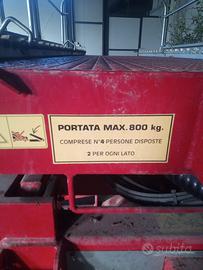 PORTATA MAX. 800 kg.
COMPRESE N°4 PERSONE DISPOSTE
2 PER OGNI LATO
subito